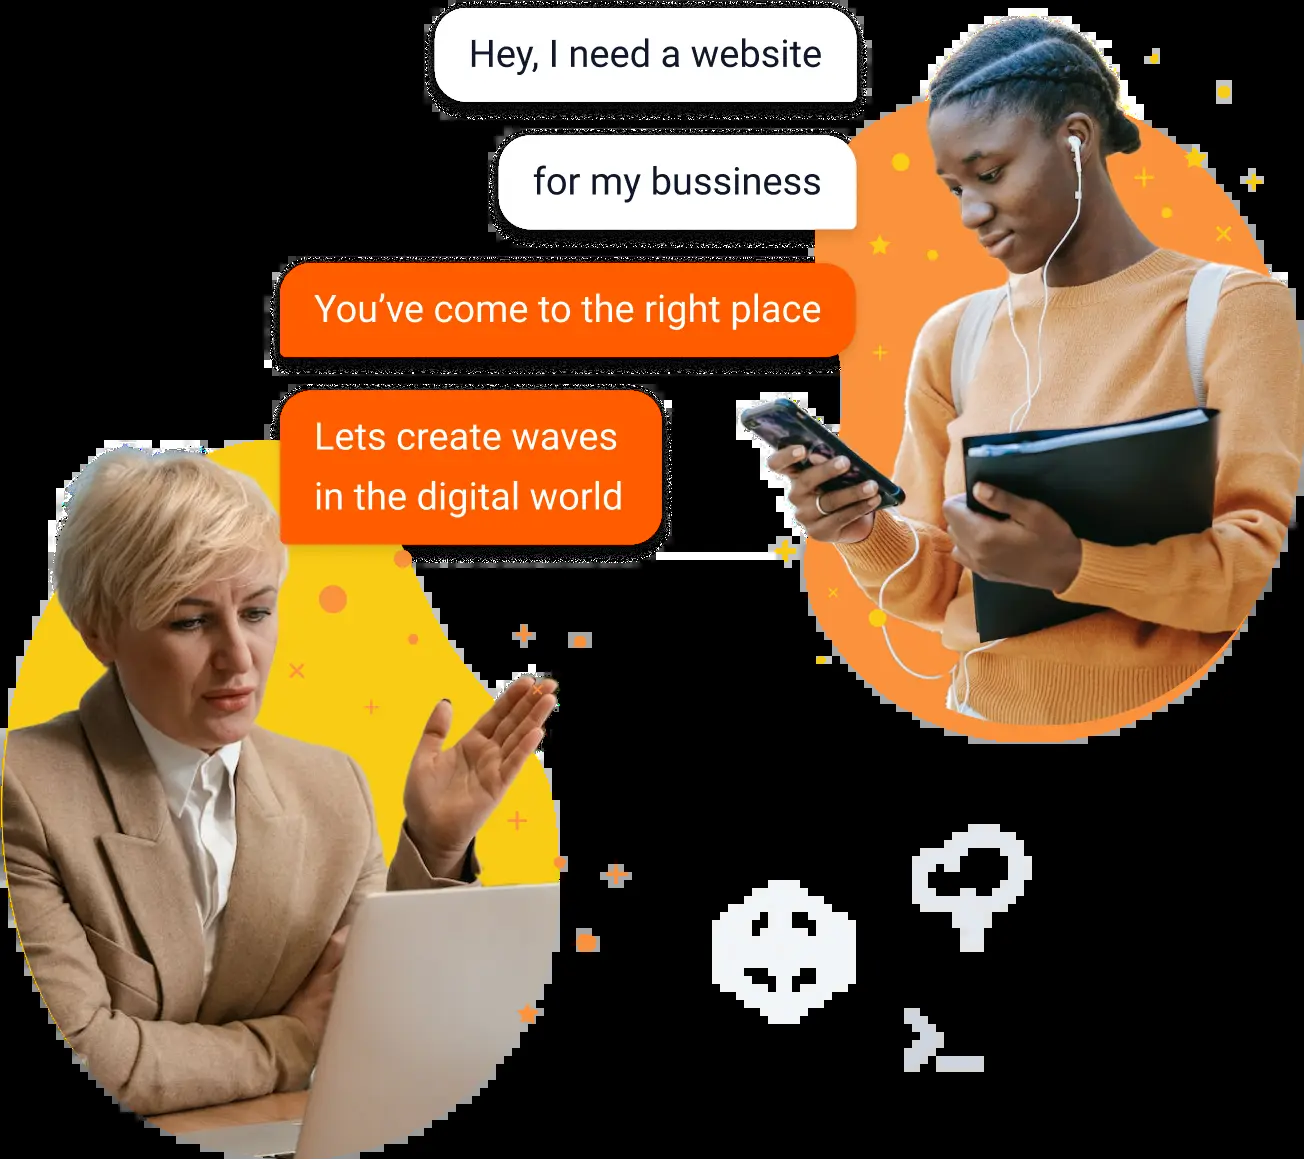 Hey, I need a website
for my bussiness
You’ve come to the right place
Lets create waves
in the digital world